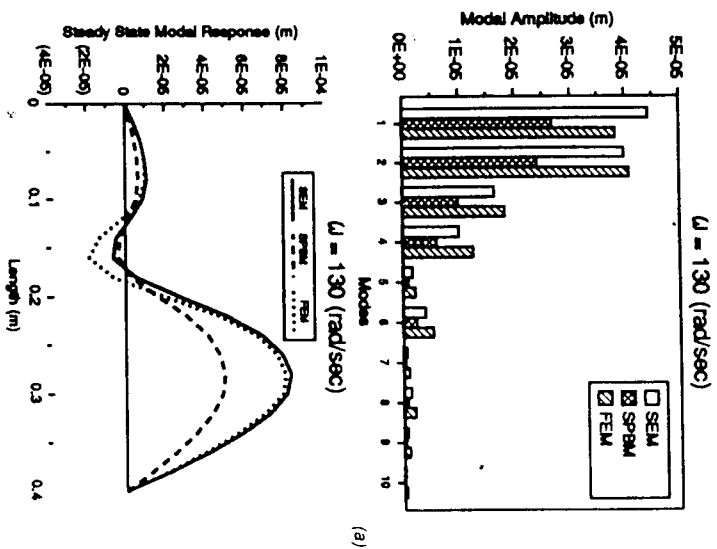 ω = 130 (rad/sec)
Modal Amplitude (m)
5E-05
4E-05
2E-05
1E-05
0E+00
SEM
SPBM
FEM
1 2 3 4 5 6 7 8 9 10
Modes
(a)
ω = 130 (rad/sec)
Steady State Modal Response (m)
1E-04
8E-05
6E-05
4E-05
2E-05
0
(2E-05)
(4E-05)
SEM SPBM FEM
0 0.1 0.2 0.3 0.4
Length (m)